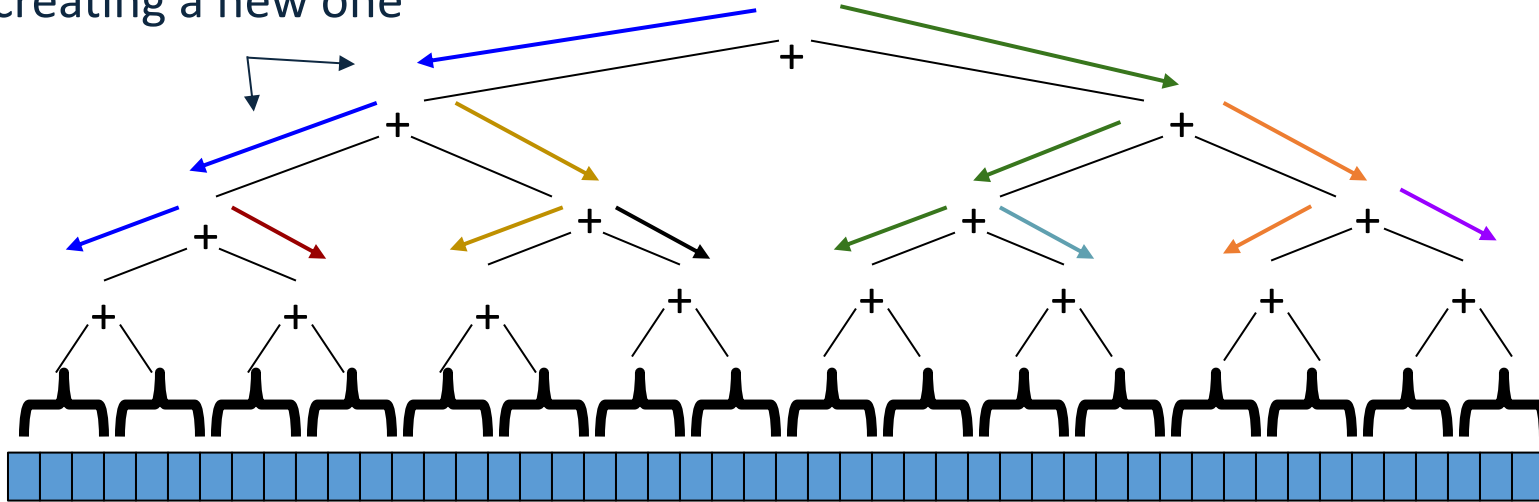 creating a new one
+
+ +
+ + + +
+ + + + + + + +